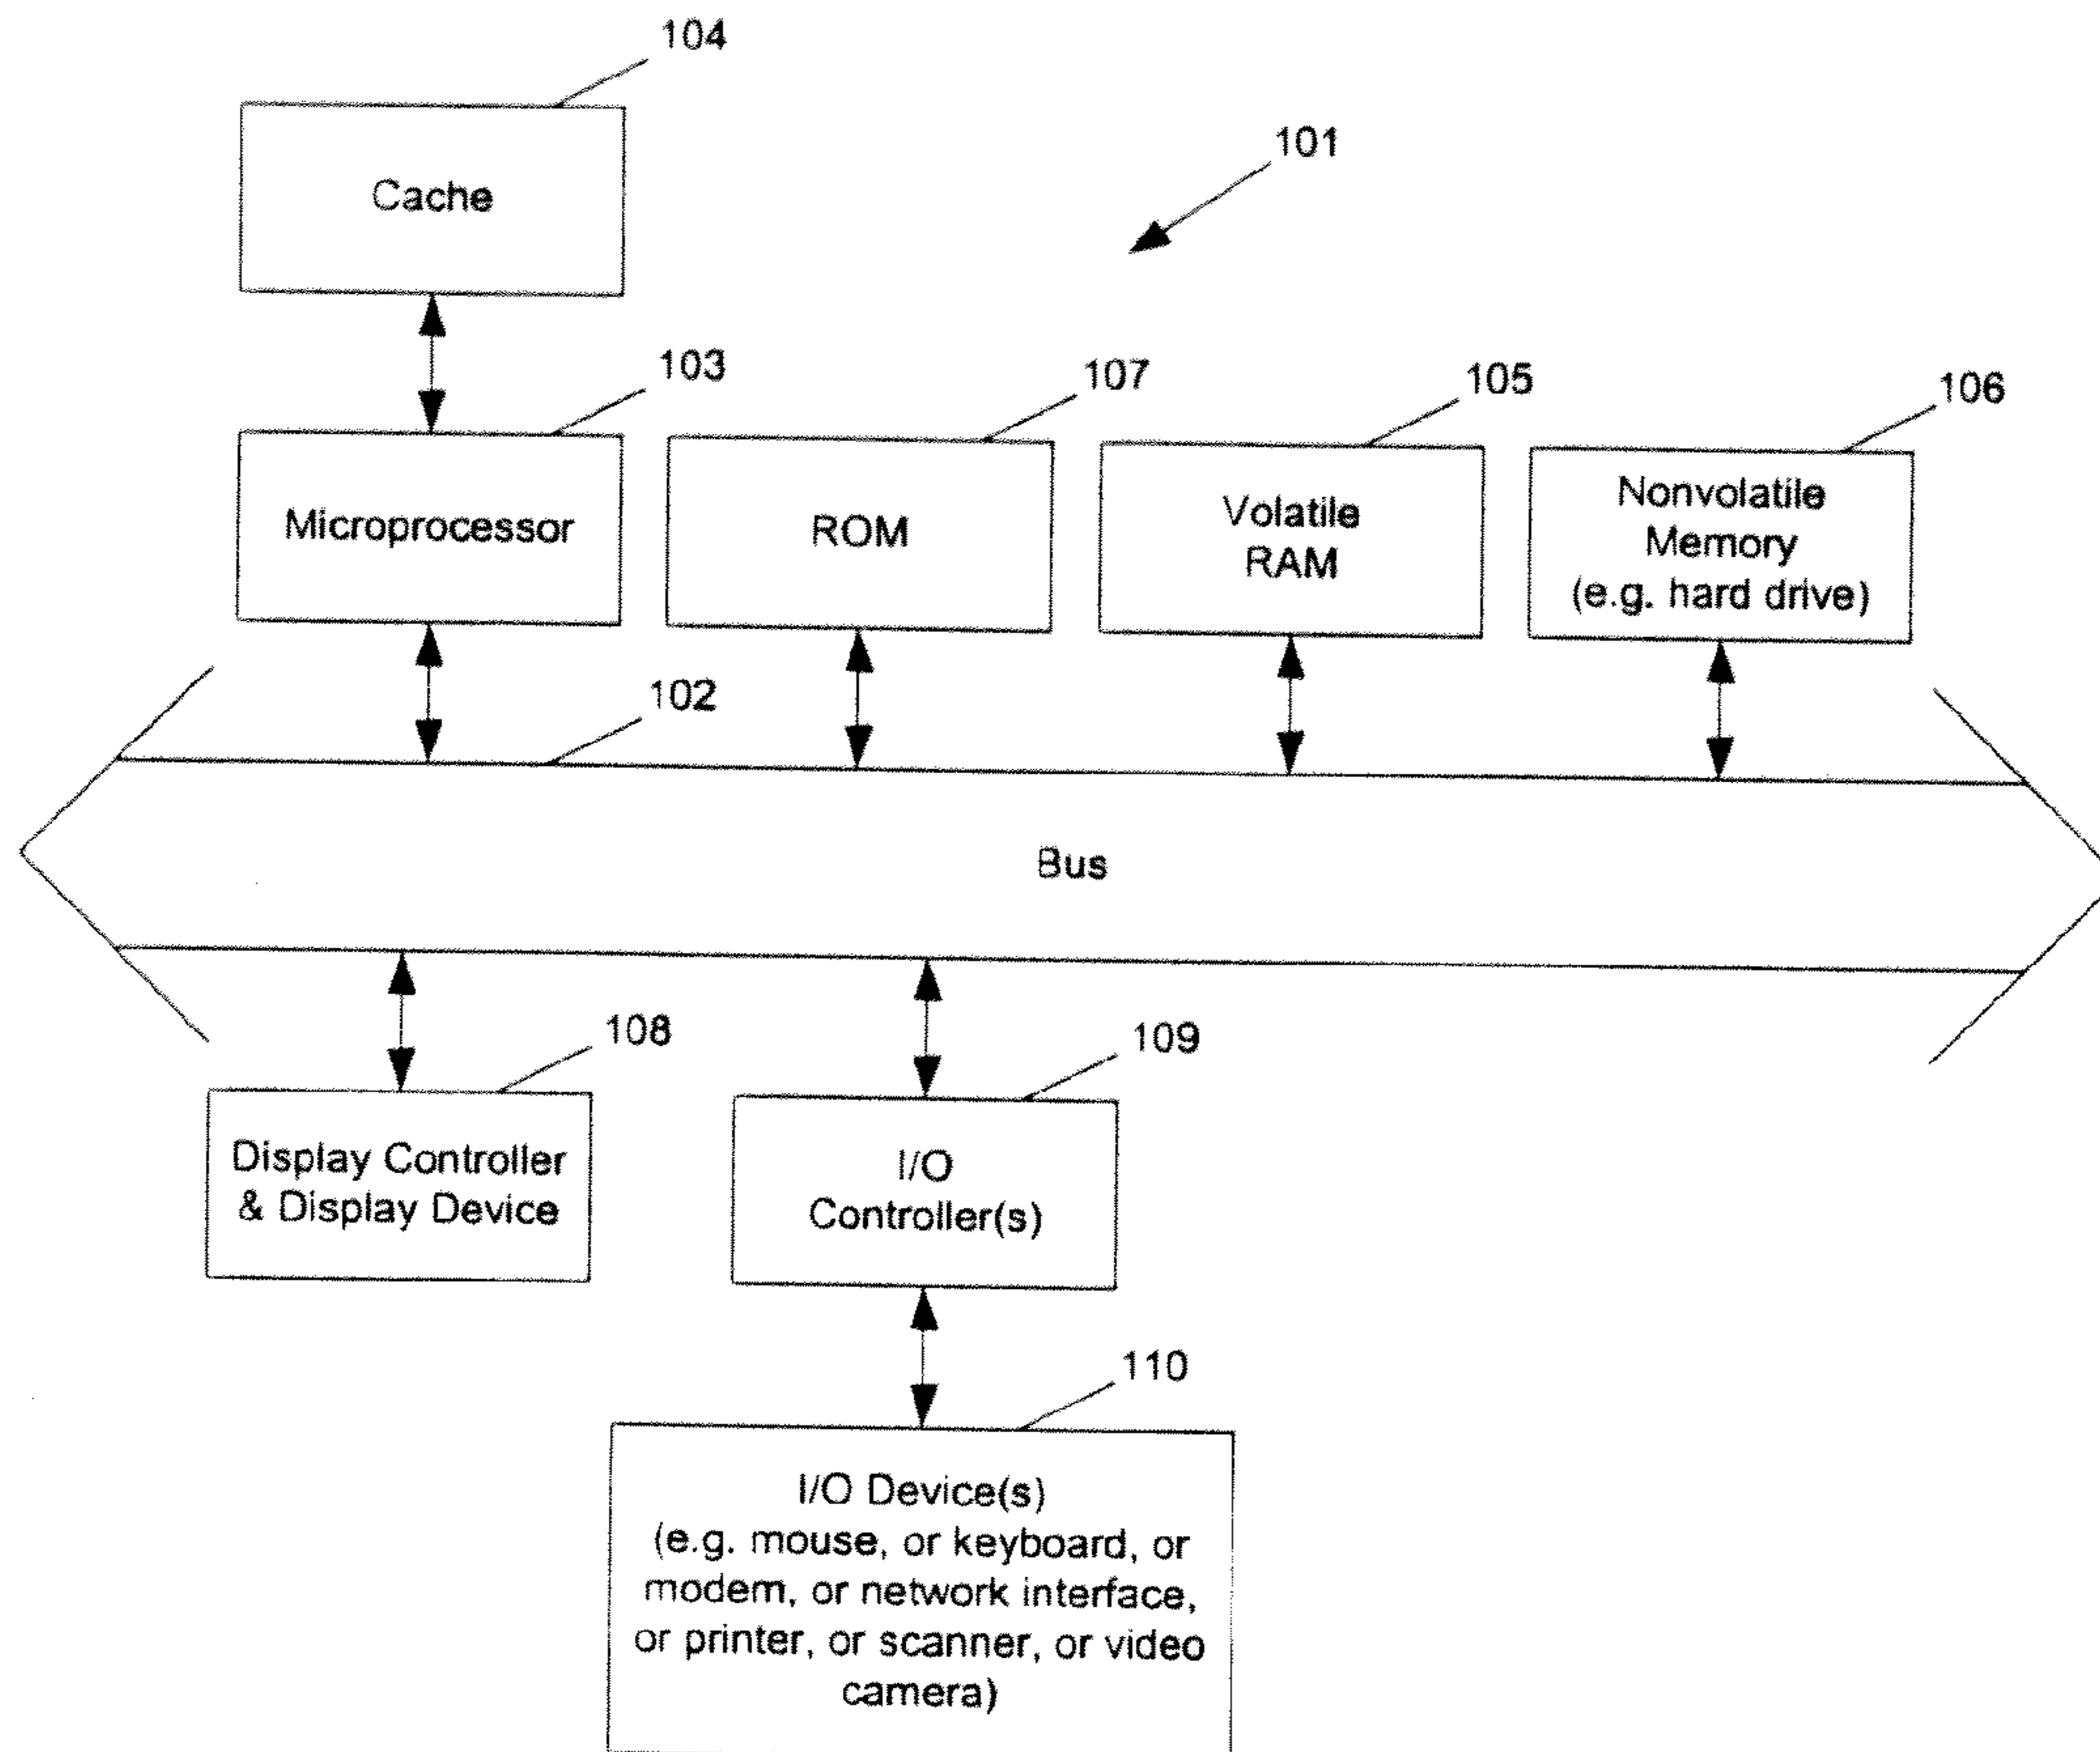 104
Cache
101
103
107
105
106
Microprocessor
ROM
Volatile
RAM
Nonvolatile
Memory
(e.g. hard drive)
102
Bus
108
109
Display Controller
& Display Device
I/O
Controller(s)
110
I/O Device(s)
(e.g. mouse, or keyboard, or
modem, or network interface,
or printer, or scanner, or video
camera)